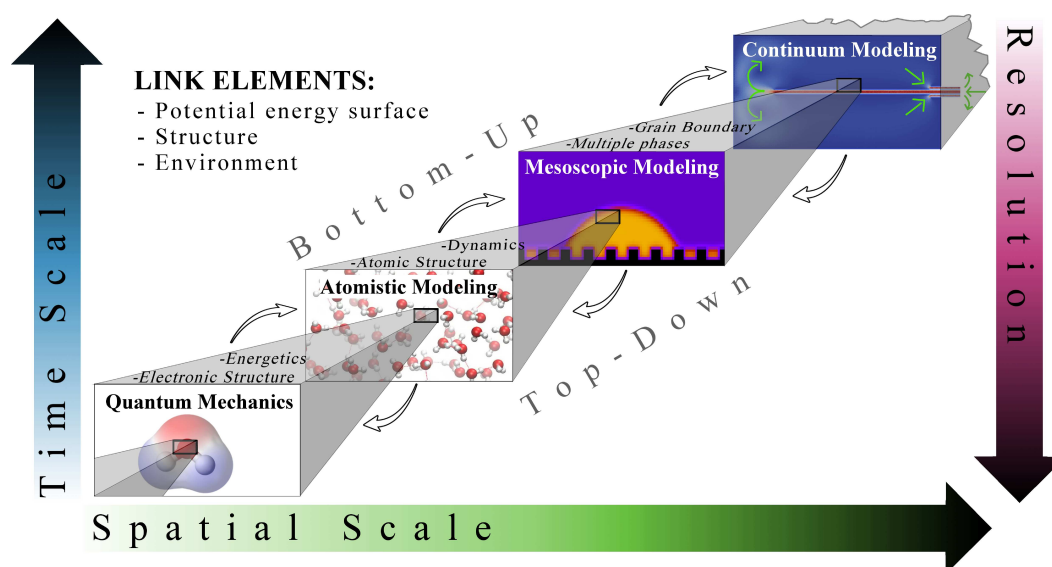 Continuum Modeling
LINK ELEMENTS:
- Potential energy surface
- Structure
- Environment
-Grain Boundary
-Multiple phases
Mesoscopic Modeling
Bottom-Up
-Dynamics
-Atomic Structure
Atomistic Modeling
Top-Down
-Energetics
-Electronic Structure
Quantum Mechanics
Time Scale
Resolution
Spatial Scale